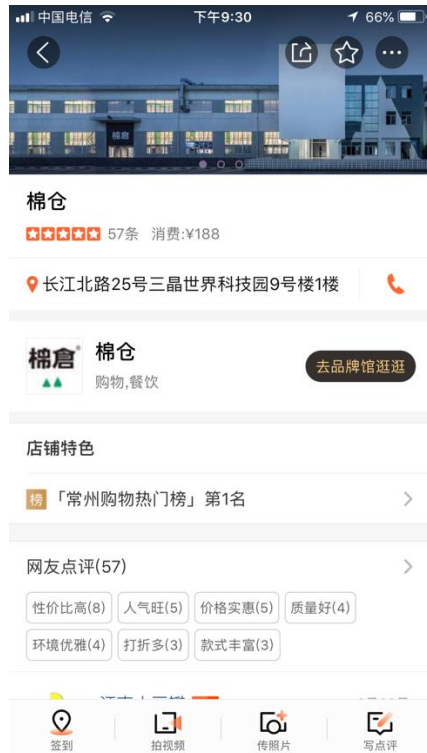 中国电信 下午9:30 66%
棉倉
棉仓
57条 消费:¥188
长江北路25号三晶世界科技园9号楼1楼
棉倉
棉仓
购物,餐饮
去品牌馆逛逛
店铺特色
榜 「常州购物热门榜」第1名
网友点评(57)
性价比高(8) 人气旺(5) 价格实惠(5) 质量好(4)
环境优雅(4) 打折多(3) 款式丰富(3)
签到 拍视频 传照片 写点评